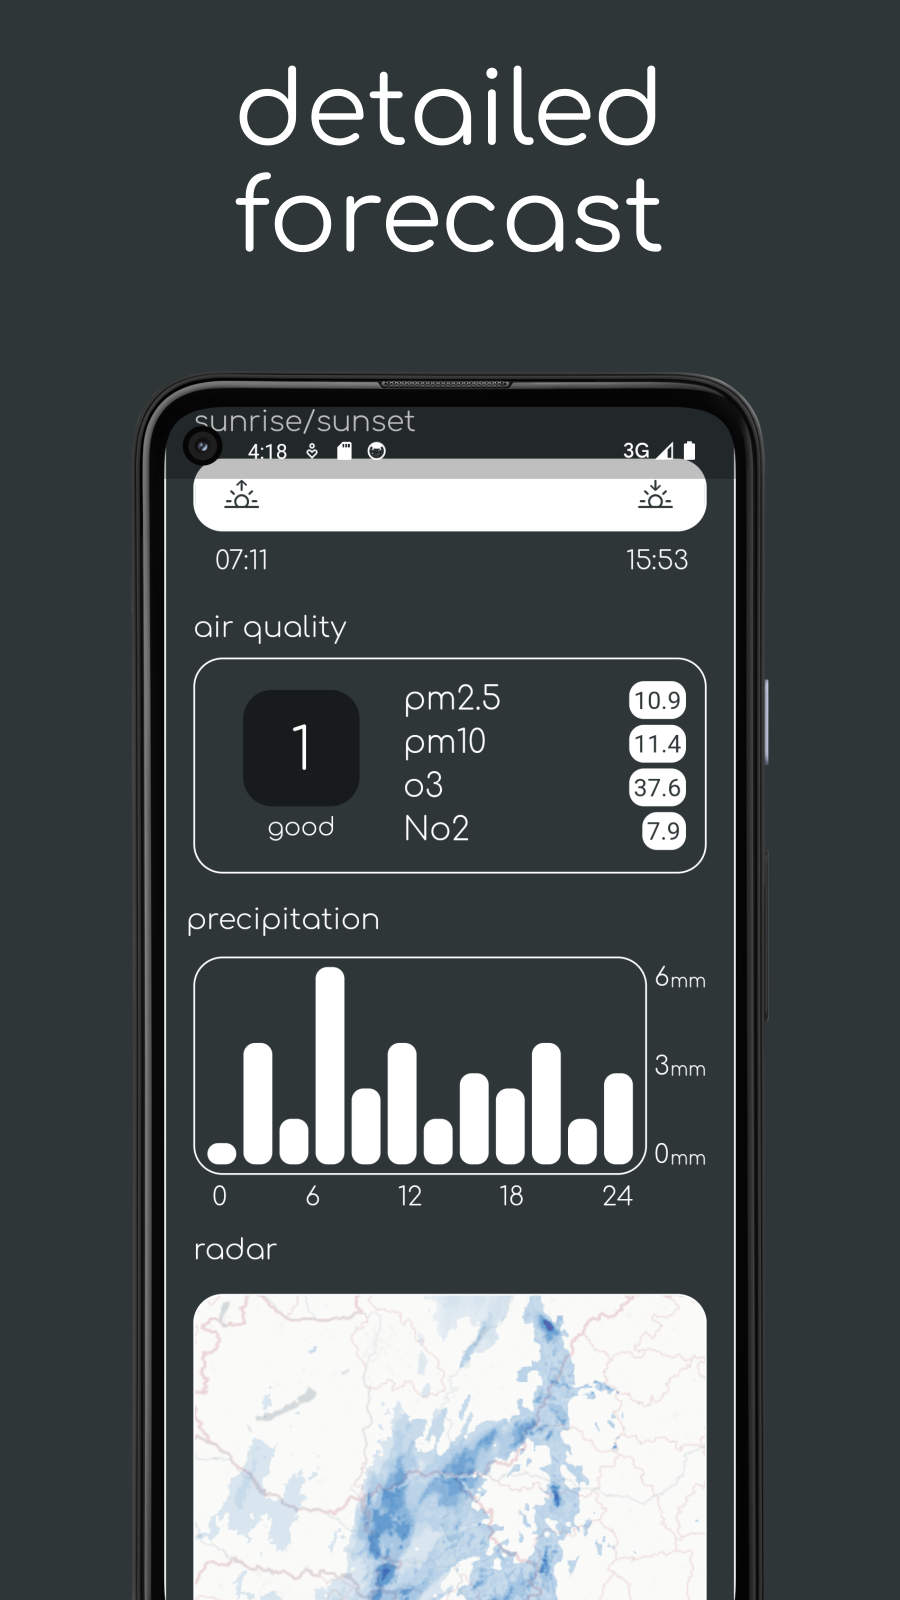 detailed
forecast
sunrise/sunset
4:18 3G
07:11 15:53
air quality
1
good
pm2.5 10.9
pm10 11.4
o3 37.6
No2 7.9
precipitation
6mm
3mm
0mm
0 6 12 18 24
radar